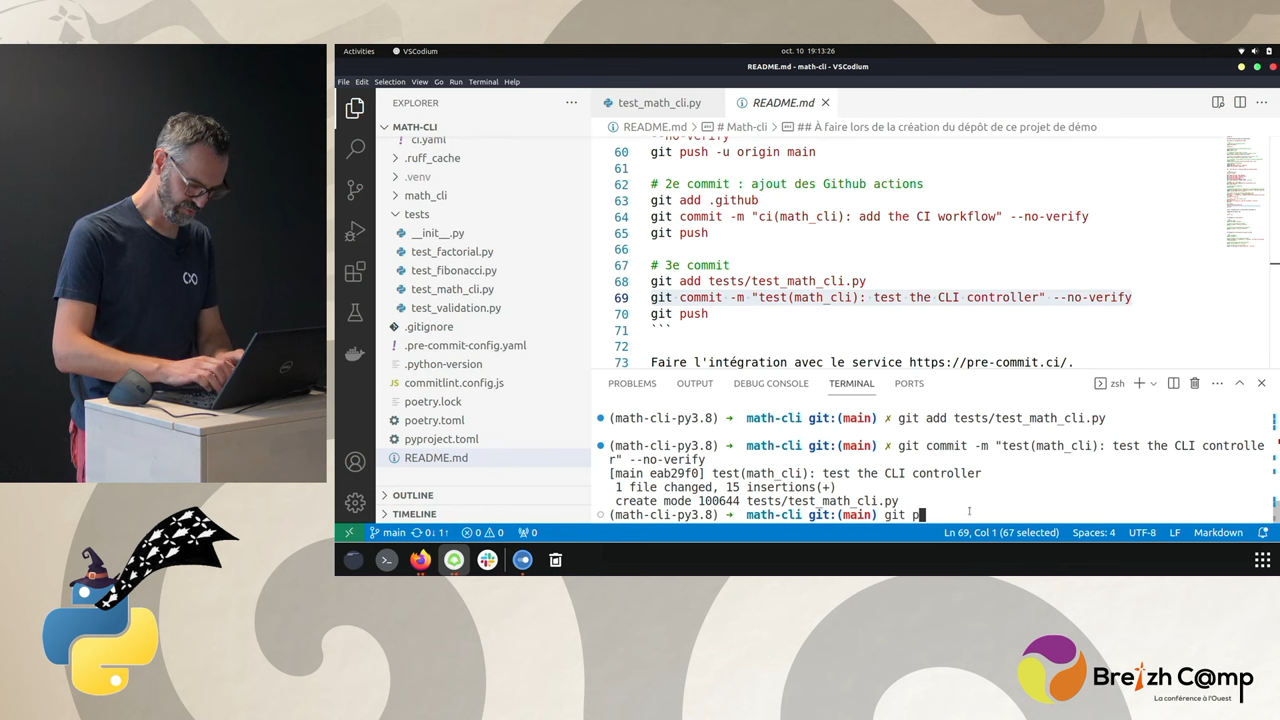 Activities
VSCodium
oct. 10 19:13:26
README.md - math-cli - VSCodium
File Edit Selection View Go Run Terminal Help
EXPLORER
MATH-CLI
ci.yaml
.ruff_cache
.venv
math_cli
tests
__init__.py
test_factorial.py
test_fibonacci.py
test_math_cli.py
test_validation.py
.gitignore
.pre-commit-config.yaml
.python-version
commitlint.config.js
poetry.lock
poetry.toml
pyproject.toml
README.md
OUTLINE
TIMELINE
test_math_cli.py
README.md
README.md > # Math-cli > ## À faire lors de la création du dépôt de ce projet de démo
--no-verify
60 git push -u origin main
61
62 # 2e commit : ajout des Github actions
63 git add .github
64 git commit -m "ci(math_cli): add our CI workflow" --no-verify
65 git push
66
67 # 3e commit
68 git add tests/test_math_cli.py
69 git commit -m "test(math_cli): test the CLI controller" --no-verify
70 git push
71 ```
72
73 Faire l'intégration avec le service https://pre-commit.ci/.
PROBLEMS OUTPUT DEBUG CONSOLE TERMINAL PORTS
zsh
(math-cli-py3.8) → math-cli git:(main) ✗ git add tests/test_math_cli.py
(math-cli-py3.8) → math-cli git:(main) ✗ git commit -m "test(math_cli): test the CLI controlle
r" --no-verify
[main eab29f0] test(math_cli): test the CLI controller
1 file changed, 15 insertions(+)
create mode 100644 tests/test_math_cli.py
(math-cli-py3.8) → math-cli git:(main) git p
main
0↓ 1↑
0
0
0
Ln 69, Col 1 (67 selected)
Spaces: 4
UTF-8
LF
Markdown
Breizh C@mp
La conférence à l'Ouest